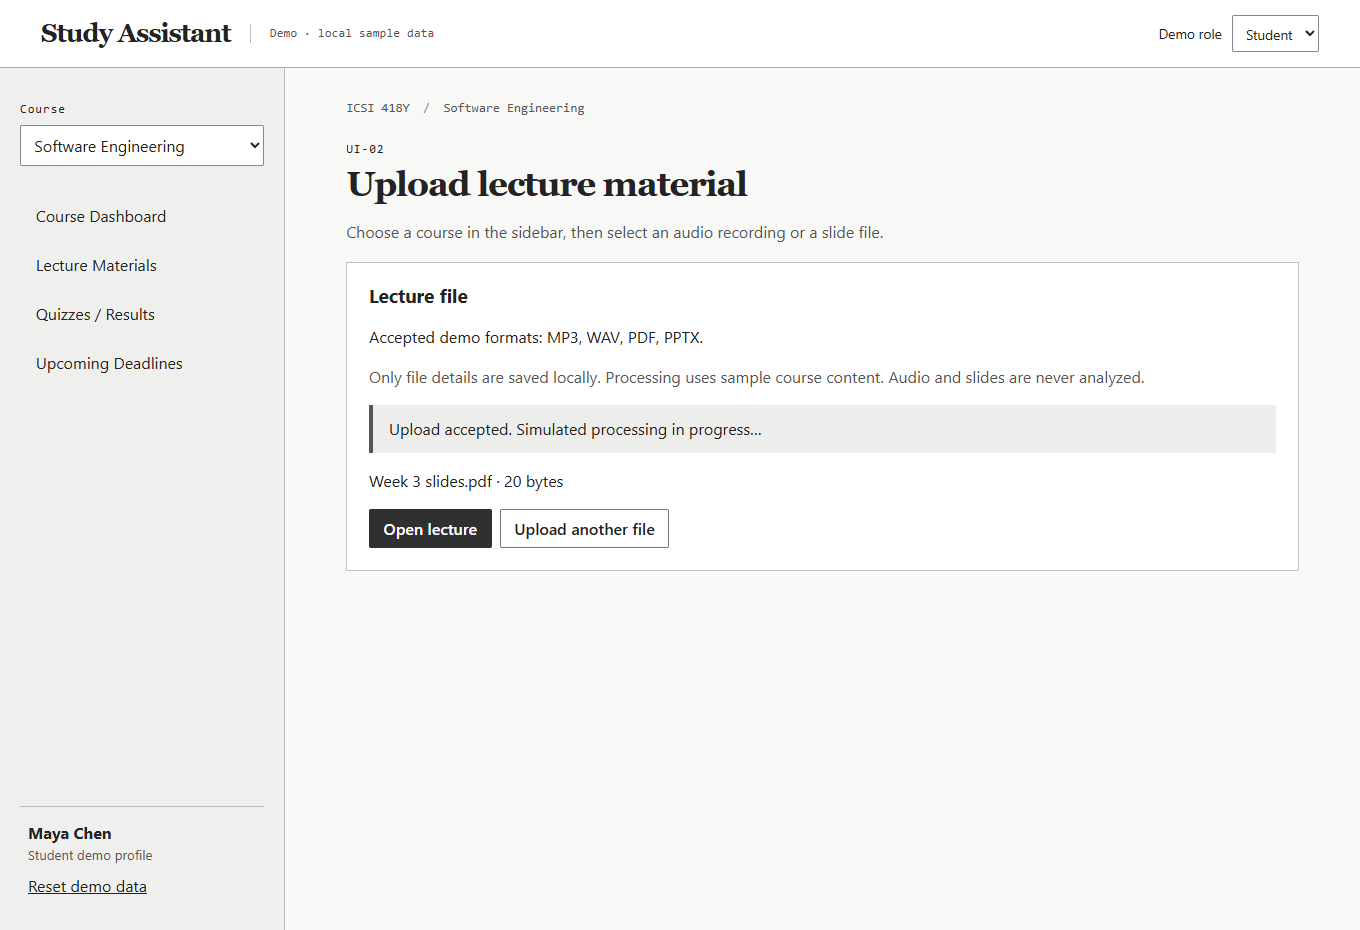 Study Assistant
Demo · local sample data
Demo role
Student
Course
Software Engineering
Course Dashboard
Lecture Materials
Quizzes / Results
Upcoming Deadlines
Maya Chen
Student demo profile
Reset demo data
ICSI 418Y / Software Engineering
UI-02
Upload lecture material
Choose a course in the sidebar, then select an audio recording or a slide file.
Lecture file
Accepted demo formats: MP3, WAV, PDF, PPTX.
Only file details are saved locally. Processing uses sample course content. Audio and slides are never analyzed.
Upload accepted. Simulated processing in progress...
Week 3 slides.pdf · 20 bytes
Open lecture
Upload another file